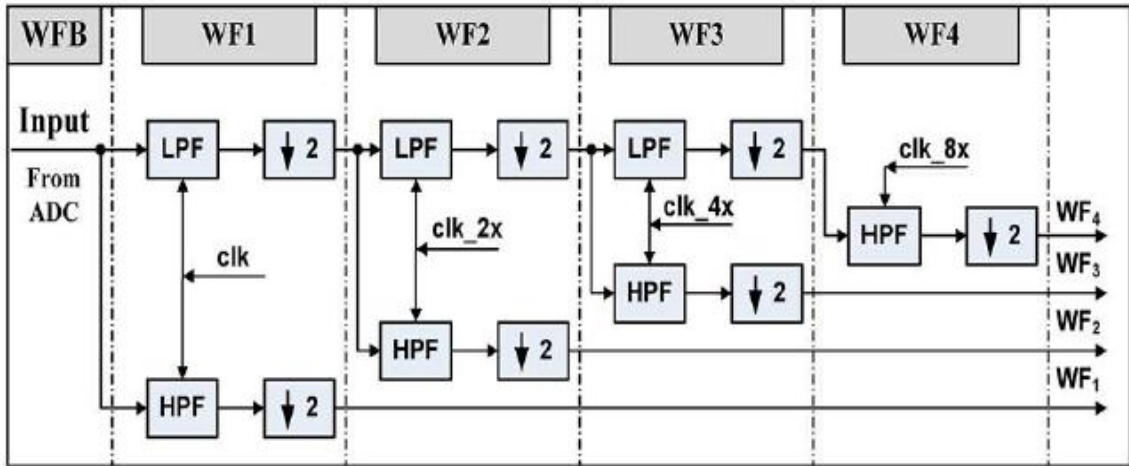 WFB WF1 WF2 WF3 WF4
Input
From
ADC
LPF ↓ 2 LPF ↓ 2 LPF ↓ 2
clk_8x
HPF ↓ 2 WF4
clk_4x
clk_2x
clk
HPF ↓ 2 WF3
HPF ↓ 2 WF2
HPF ↓ 2 WF1